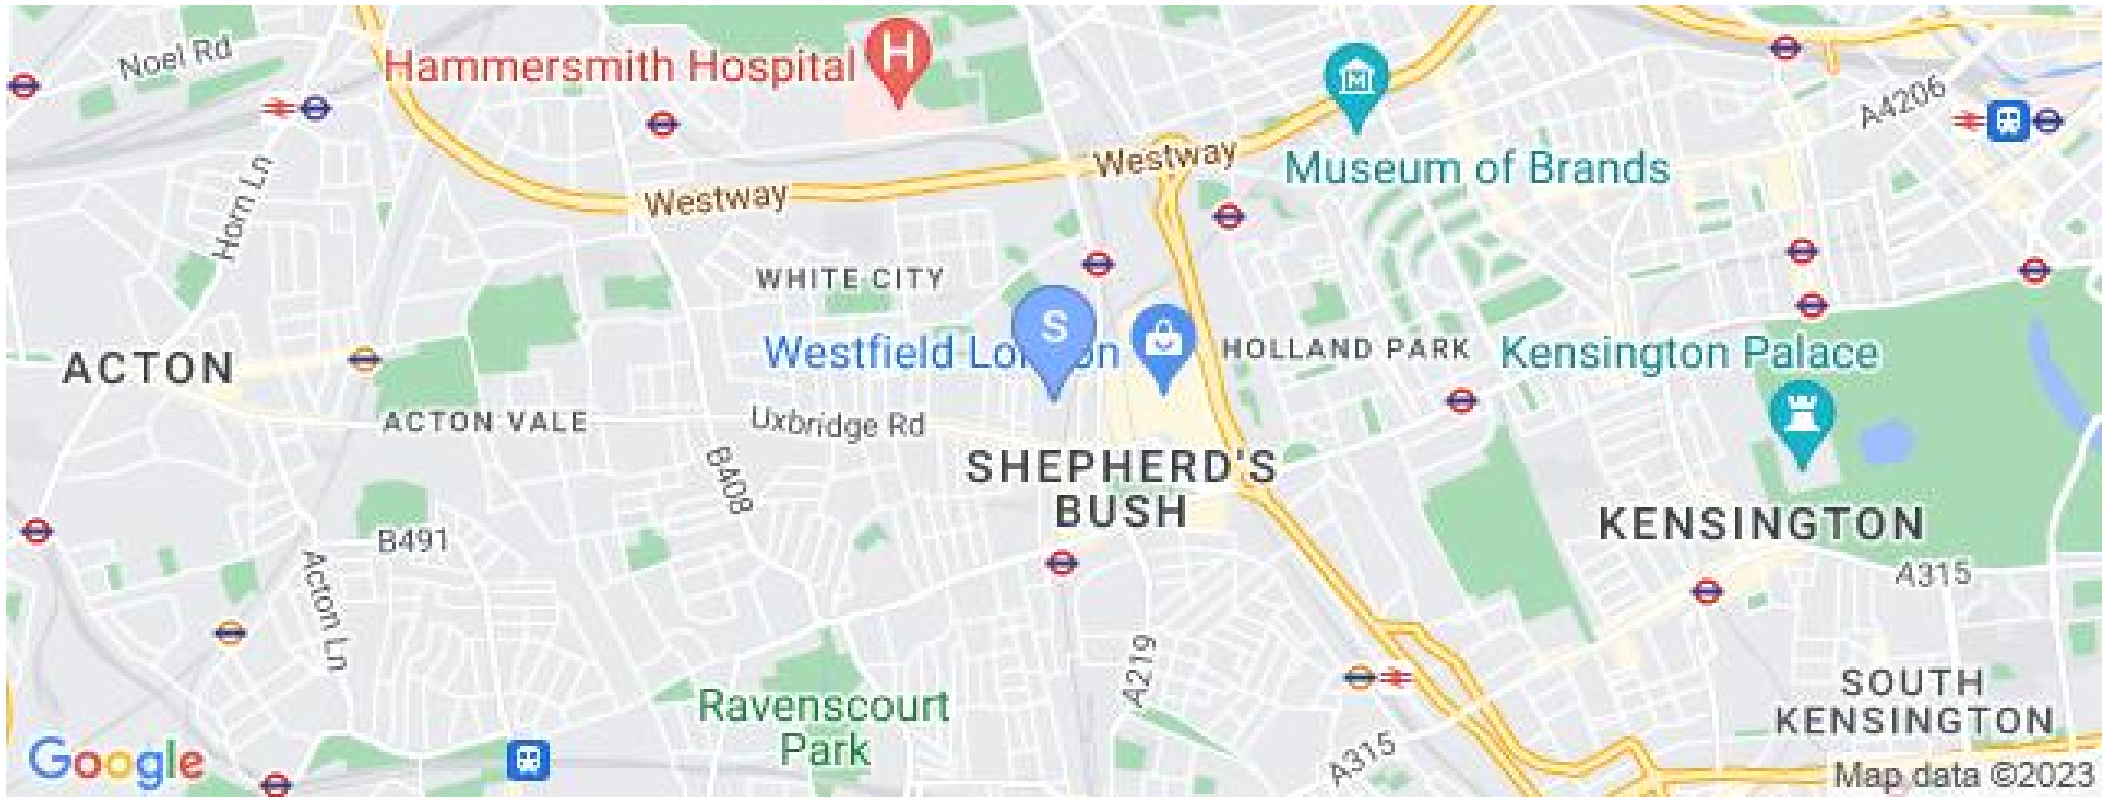 Noel Rd
Hammersmith Hospital
H
M
A4206
Westway
Westway
Museum of Brands
Horn Ln
WHITE CITY
S
Westfield Lo on
HOLLAND PARK
Kensington Palace
ACTON
ACTON VALE
Uxbridge Rd
SHEPHERD'S
BUSH
B408
KENSINGTON
B491
A315
Acton Ln
A219
SOUTH
KENSINGTON
Ravenscourt
Park
A315
Google
Map data ©2023